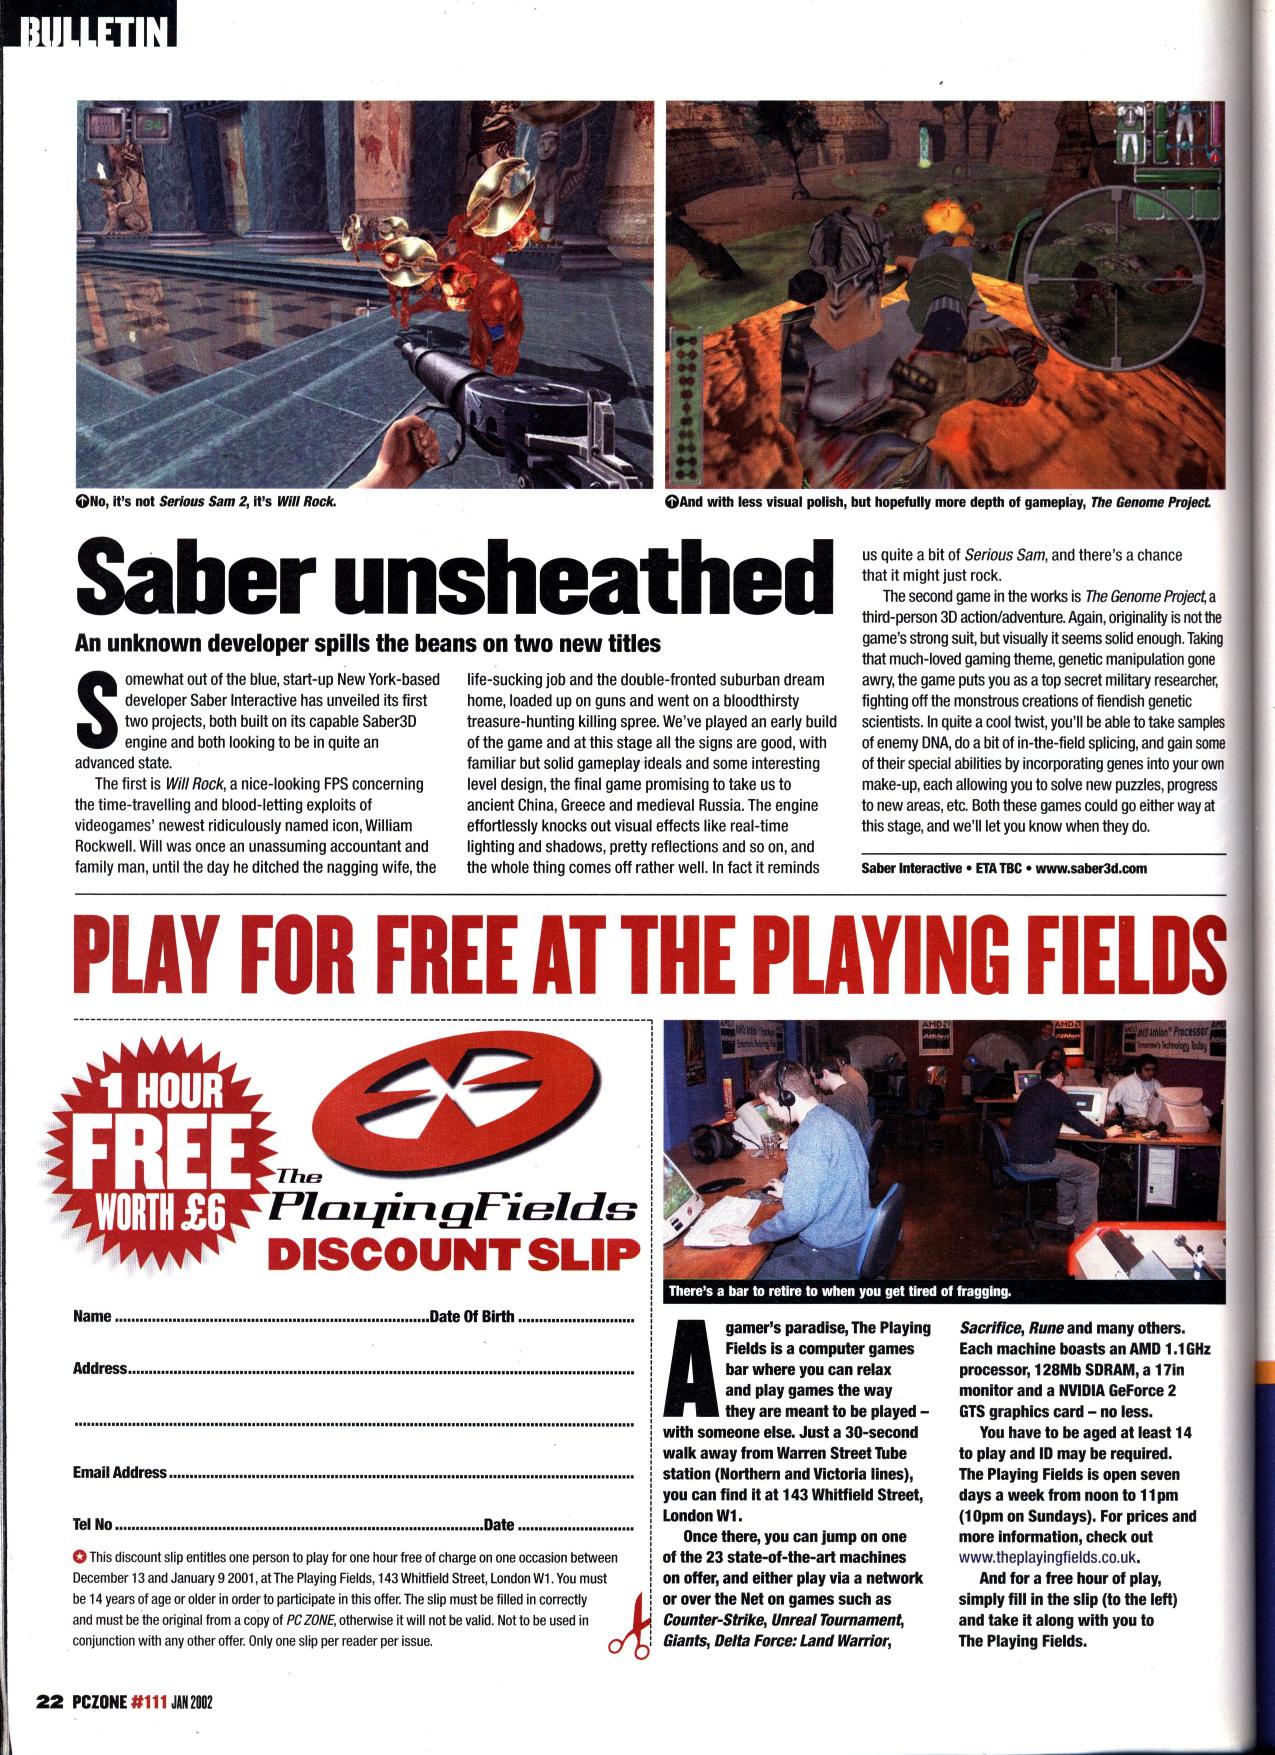 BULLETIN
34
No, it's not Serious Sam 2, it's Will Rock.
And with less visual polish, but hopefully more depth of gameplay, The Genome Project.
Saber unsheathed
An unknown developer spills the beans on two new titles
Somewhat out of the blue, start-up New York-based
developer Saber Interactive has unveiled its first
two projects, both built on its capable Saber3D
engine and both looking to be in quite an
advanced state.
The first is Will Rock, a nice-looking FPS concerning
the time-travelling and blood-letting exploits of
videogames' newest ridiculously named icon, William
Rockwell. Will was once an unassuming accountant and
family man, until the day he ditched the nagging wife, the
life-sucking job and the double-fronted suburban dream
home, loaded up on guns and went on a bloodthirsty
treasure-hunting killing spree. We've played an early build
of the game and at this stage all the signs are good, with
familiar but solid gameplay ideals and some interesting
level design, the final game promising to take us to
ancient China, Greece and medieval Russia. The engine
effortlessly knocks out visual effects like real-time
lighting and shadows, pretty reflections and so on, and
the whole thing comes off rather well. In fact it reminds
us quite a bit of Serious Sam, and there's a chance
that it might just rock.
The second game in the works is The Genome Project, a
third-person 3D action/adventure. Again, originality is not the
game's strong suit, but visually it seems solid enough. Taking
that much-loved gaming theme, genetic manipulation gone
awry, the game puts you as a top secret military researcher,
fighting off the monstrous creations of fiendish genetic
scientists. In quite a cool twist, you'll be able to take samples
of enemy DNA, do a bit of in-the-field splicing, and gain some
of their special abilities by incorporating genes into your own
make-up, each allowing you to solve new puzzles, progress
to new areas, etc. Both these games could go either way at
this stage, and we'll let you know when they do.
Saber Interactive • ETA TBC • www.saber3d.com
PLAY FOR FREE AT THE PLAYING FIELDS
1 HOUR
FREE
WORTH £6
The
PlayingFields
DISCOUNT SLIP
Name ..........Date Of Birth ..........
Address..........
Email Address..........
Tel No..........Date ..........
This discount slip entitles one person to play for one hour free of charge on one occasion between
December 13 and January 9 2001, at The Playing Fields, 143 Whitfield Street, London W1. You must
be 14 years of age or older in order to participate in this offer. The slip must be filled in correctly
and must be the original from a copy of PC ZONE, otherwise it will not be valid. Not to be used in
conjunction with any other offer. Only one slip per reader per issue.
AMD
Athlon
AMD
Athlon
AMD Athlon™ Processor
Tomorrow's Technology Today
There's a bar to retire to when you get tired of fragging.
A gamer's paradise, The Playing
Fields is a computer games
bar where you can relax
and play games the way
they are meant to be played –
with someone else. Just a 30-second
walk away from Warren Street Tube
station (Northern and Victoria lines),
you can find it at 143 Whitfield Street,
London W1.
Once there, you can jump on one
of the 23 state-of-the-art machines
on offer, and either play via a network
or over the Net on games such as
Counter-Strike, Unreal Tournament,
Giants, Delta Force: Land Warrior,
Sacrifice, Rune and many others.
Each machine boasts an AMD 1.1GHz
processor, 128Mb SDRAM, a 17in
monitor and a NVIDIA GeForce 2
GTS graphics card – no less.
You have to be aged at least 14
to play and ID may be required.
The Playing Fields is open seven
days a week from noon to 11pm
(10pm on Sundays). For prices and
more information, check out
www.theplayingfields.co.uk.
And for a free hour of play,
simply fill in the slip (to the left)
and take it along with you to
The Playing Fields.
22 PCZONE #111 JAN 2002